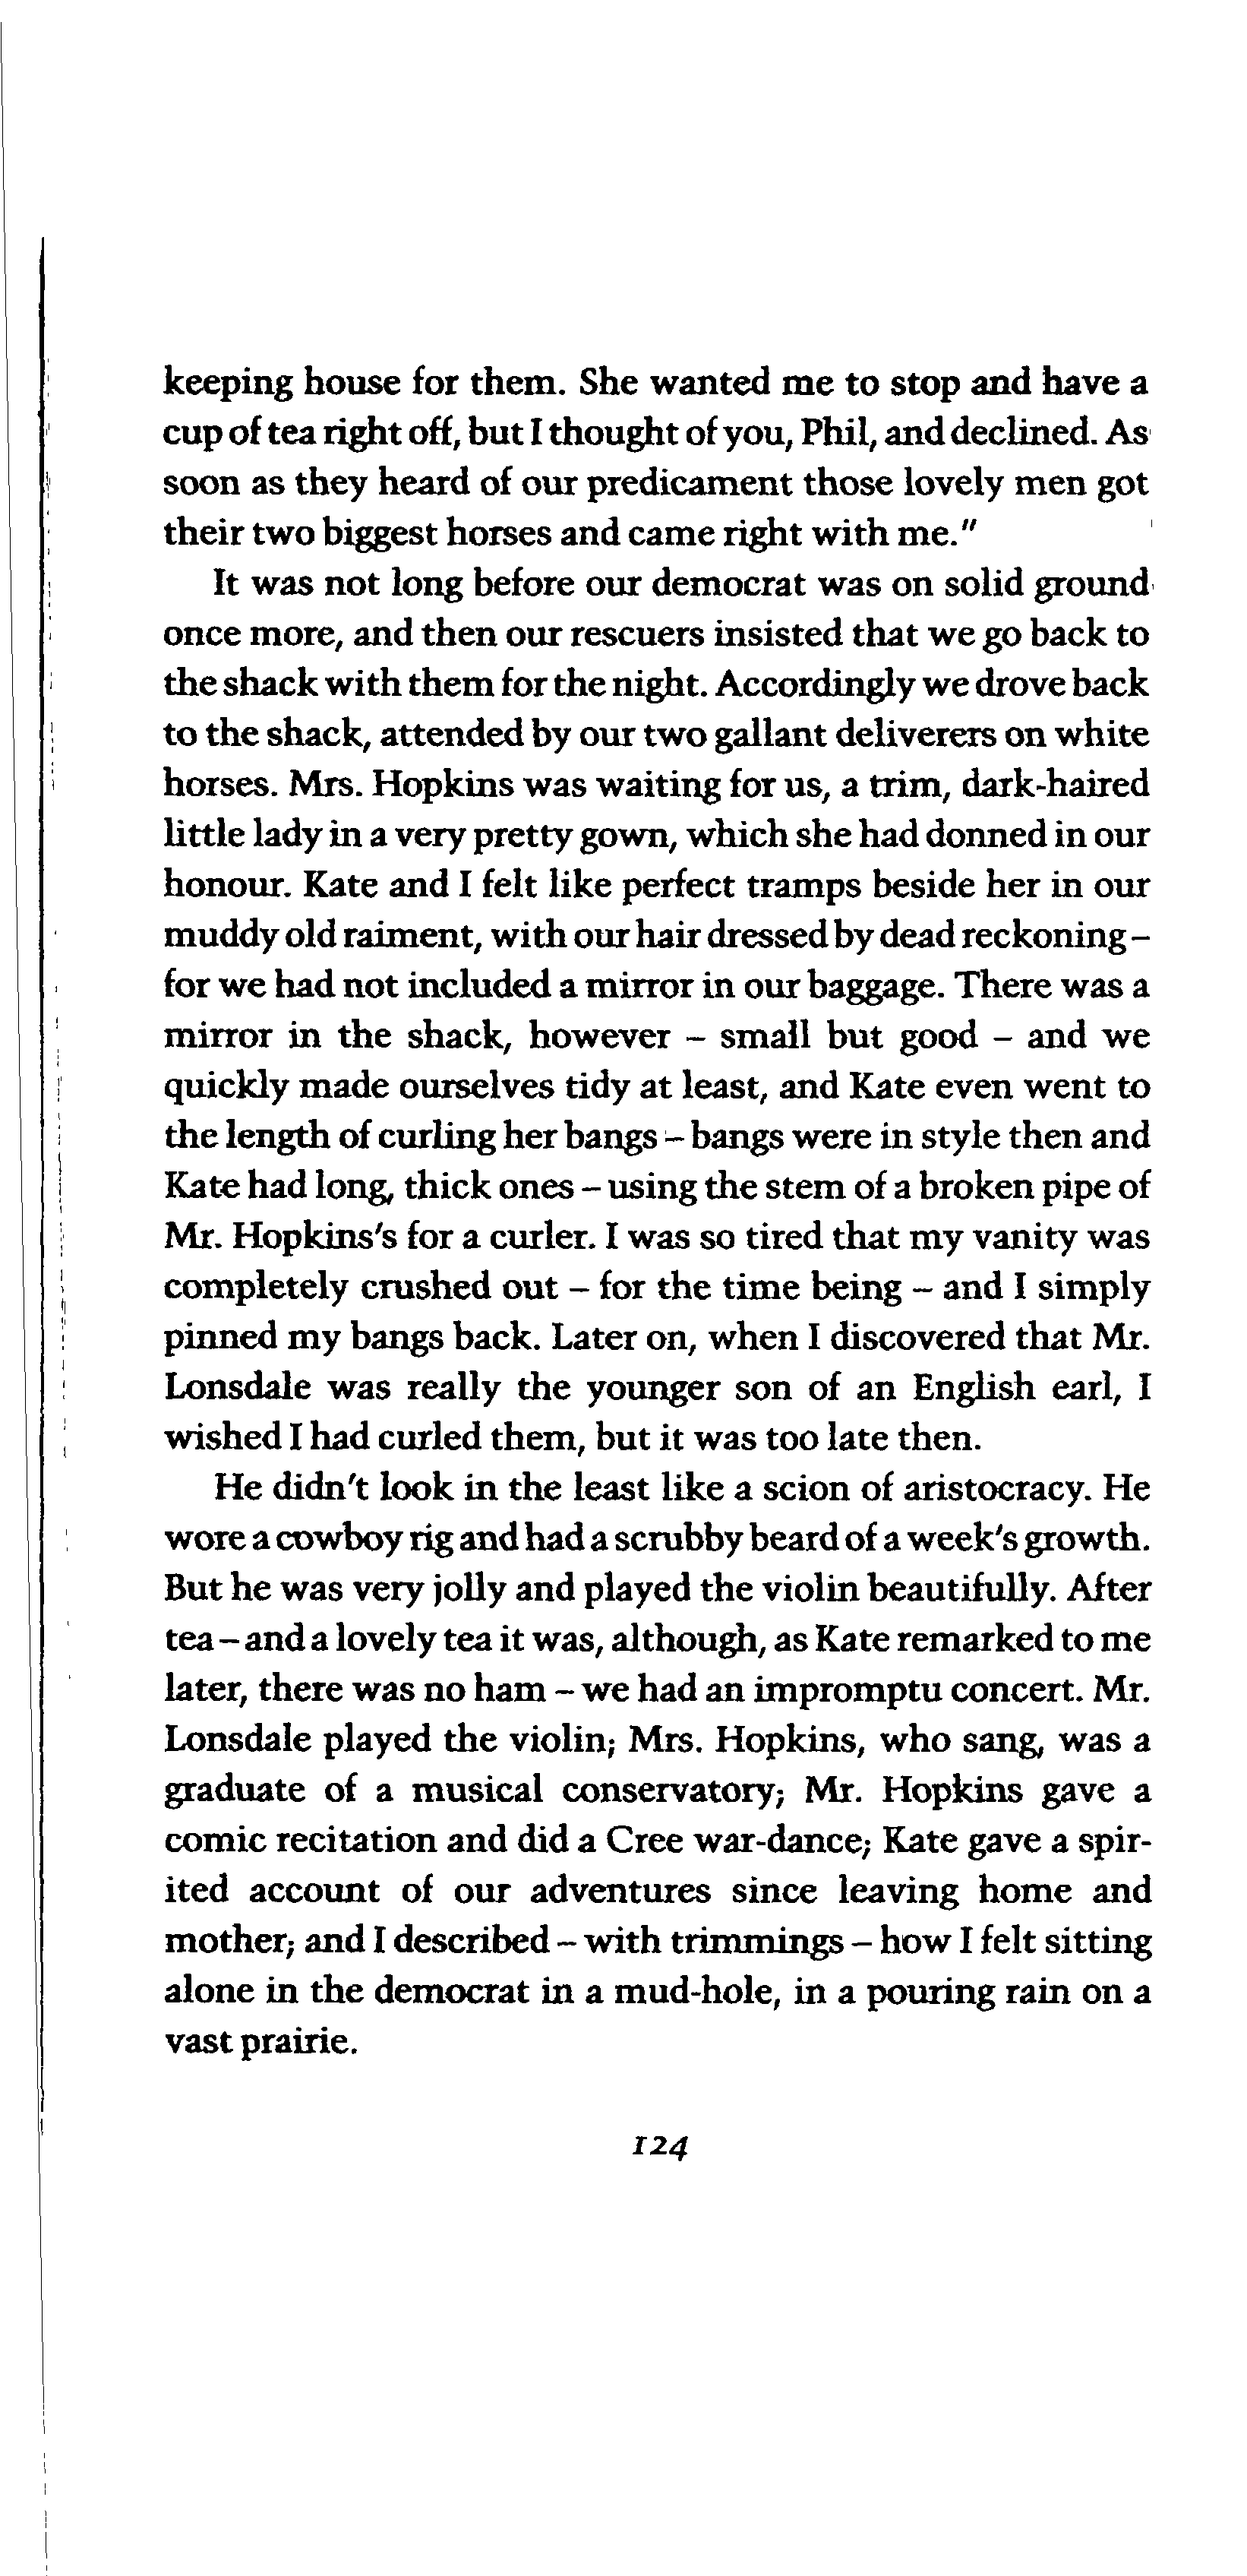 keeping house for them. She wanted me to stop and have a
cup of tea right off, but I thought of you, Phil, and declined. As
soon as they heard of our predicament those lovely men got
their two biggest horses and came right with me."
It was not long before our democrat was on solid ground
once more, and then our rescuers insisted that we go back to
the shack with them for the night. Accordingly we drove back
to the shack, attended by our two gallant deliverers on white
horses. Mrs. Hopkins was waiting for us, a trim, dark-haired
little lady in a very pretty gown, which she had donned in our
honour. Kate and I felt like perfect tramps beside her in our
muddy old raiment, with our hair dressed by dead reckoning –
for we had not included a mirror in our baggage. There was a
mirror in the shack, however – small but good – and we
quickly made ourselves tidy at least, and Kate even went to
the length of curling her bangs – bangs were in style then and
Kate had long, thick ones – using the stem of a broken pipe of
Mr. Hopkins's for a curler. I was so tired that my vanity was
completely crushed out – for the time being – and I simply
pinned my bangs back. Later on, when I discovered that Mr.
Lonsdale was really the younger son of an English earl, I
wished I had curled them, but it was too late then.
He didn't look in the least like a scion of aristocracy. He
wore a cowboy rig and had a scrubby beard of a week's growth.
But he was very jolly and played the violin beautifully. After
tea – and a lovely tea it was, although, as Kate remarked to me
later, there was no ham – we had an impromptu concert. Mr.
Lonsdale played the violin; Mrs. Hopkins, who sang, was a
graduate of a musical conservatory; Mr. Hopkins gave a
comic recitation and did a Cree war-dance; Kate gave a spir-
ited account of our adventures since leaving home and
mother; and I described – with trimmings – how I felt sitting
alone in the democrat in a mud-hole, in a pouring rain on a
vast prairie.
124